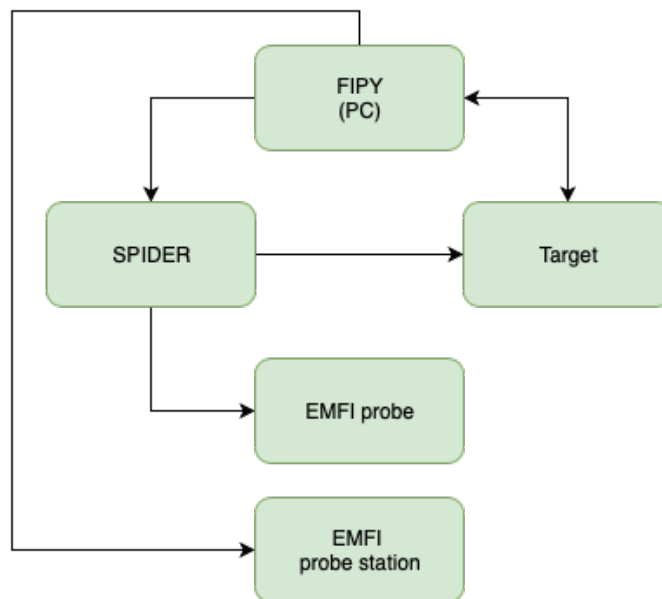 FIPY
(PC)
SPIDER
Target
EMFI probe
EMFI
probe station